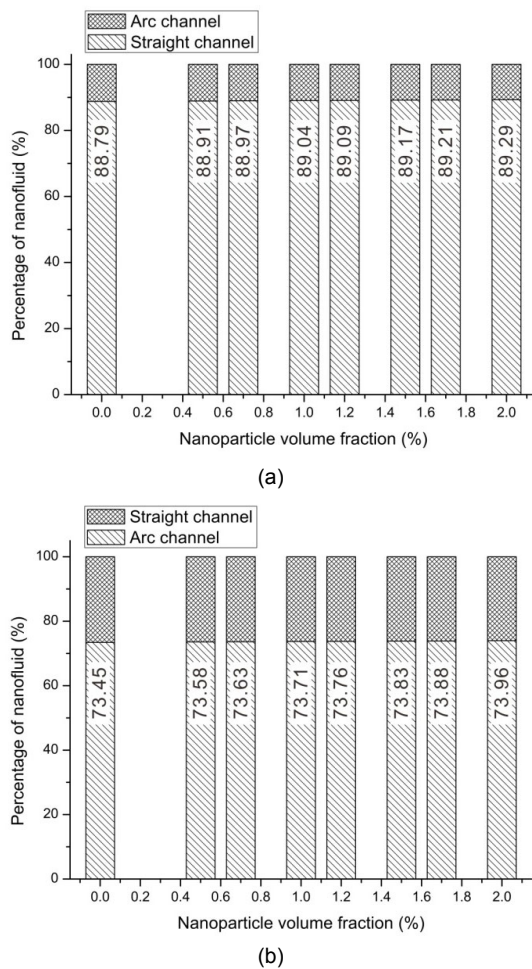 Arc channel
Straight channel
Percentage of nanofluid (%)
100
80
60
40
20
0
88.79
88.91
88.97
89.04
89.09
89.17
89.21
89.29
0.0 0.2 0.4 0.6 0.8 1.0 1.2 1.4 1.6 1.8 2.0
Nanoparticle volume fraction (%)
(a)
Straight channel
Arc channel
Percentage of nanofluid (%)
100
80
60
40
20
0
73.45
73.58
73.63
73.71
73.76
73.83
73.88
73.96
0.0 0.2 0.4 0.6 0.8 1.0 1.2 1.4 1.6 1.8 2.0
Nanoparticle volume fraction (%)
(b)